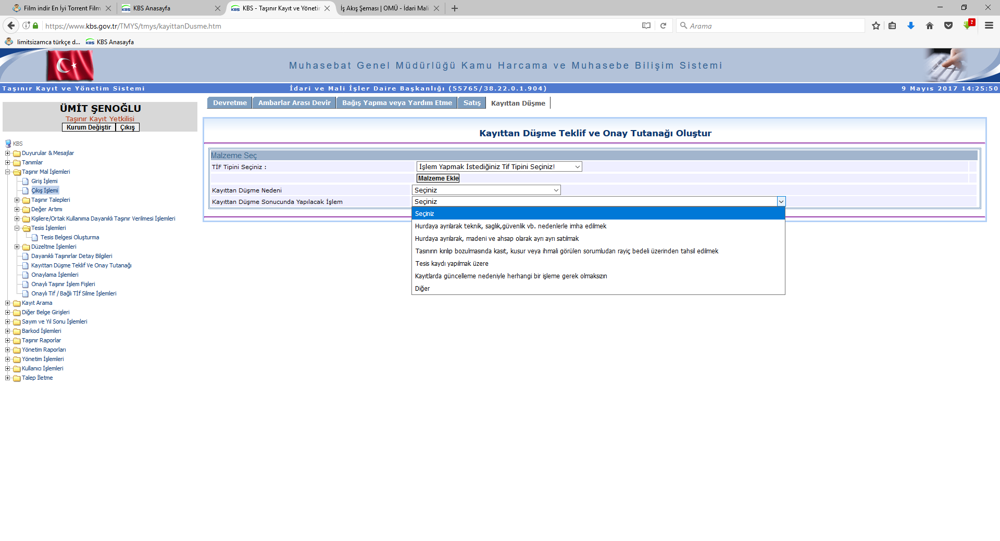 Film indir En İyi Torrent Film
KBS Anasayfa
KBS - Taşınır Kayıt ve Yönetin
İş Akış Şeması | OMÜ - İdari Mali
https://www.kbs.gov.tr/TMYS/tmys/kayittanDusme.htm
Arama
limitsizamca türkçe d...
KBS KBS Anasayfa
Muhasebat Genel Müdürlüğü Kamu Harcama ve Muhasebe Bilişim Sistemi
Taşınır Kayıt ve Yönetim Sistemi
İdari ve Mali İşler Daire Başkanlığı (55765/38.22.0.1.904)
9 Mayıs 2017 14:25:50
ÜMİT ŞENOĞLU
Taşınır Kayıt Yetkilisi
Kurum Değiştir Çıkış
KBS
Duyurular & Mesajlar
Tanımlar
Taşınır Mal İşlemleri
Giriş İşlemi
Çıkış İşlemi
Taşınır Talepleri
Değer Artımı
Kişilere/Ortak Kullanıma Dayanıklı Taşınır Verilmesi İşlemleri
Tesis İşlemleri
Tesis Belgesi Oluşturma
Düzeltme İşlemleri
Dayanıklı Taşınırlar Detay Bilgileri
Kayıttan Düşme Teklif Ve Onay Tutanağı
Onaylama İşlemleri
Onaylı Taşınır İşlem Fişleri
Onaylı Tif / Bağlı Tİf Silme İşlemleri
Kayıt Arama
Diğer Belge Girişleri
Sayım ve Yıl Sonu İşlemleri
Barkod İşlemleri
Taşınır Raporlar
Yönetim Raporları
Yönetim İşlemleri
Kullanıcı İşlemleri
Talep İletme
Devretme
Ambarlar Arası Devir
Bağış Yapma veya Yardım Etme
Satış
Kayıttan Düşme
Kayıttan Düşme Teklif ve Onay Tutanağı Oluştur
Malzeme Seç
TİF Tipini Seçiniz :
İşlem Yapmak İstediğiniz Tif Tipini Seçiniz!
Malzeme Ekle
Kayıttan Düşme Nedeni
Seçiniz
Kayıttan Düşme Sonucunda Yapılacak İşlem
Seçiniz
Seçiniz
Hurdaya ayrılarak teknik, saglık,güvenlik vb. nedenlerle imha edilmek
Hurdaya ayrılarak, madeni ve ahsap olarak ayrı ayrı satılmak
Tasınırın kırılıp bozulmasında kasıt, kusur veya ihmali görülen sorumludan rayiç bedeli üzerinden tahsil edilmek
Tesis kaydı yapılmak üzere
Kayıtlarda güncelleme nedeniyle herhangi bir işleme gerek olmaksızın
Diğer